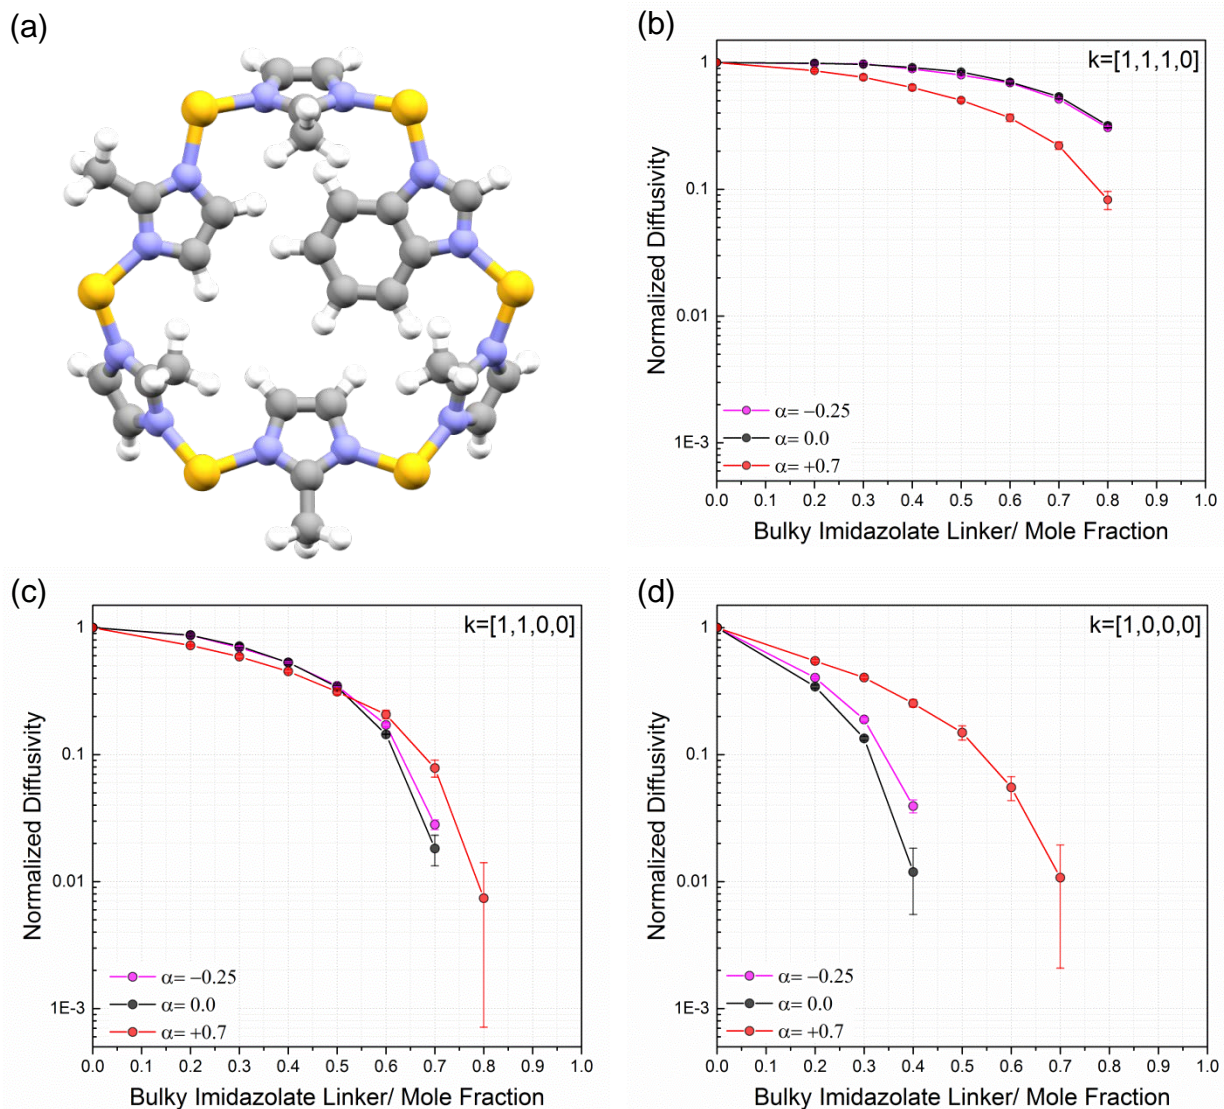 (a)
(b)
k=[1,1,1,0]
1
0.1
0.01
1E-3
Normalized Diffusivity
α= −0.25
α= 0.0
α= +0.7
0.0 0.1 0.2 0.3 0.4 0.5 0.6 0.7 0.8 0.9 1.0
Bulky Imidazolate Linker/ Mole Fraction
(c)
k=[1,1,0,0]
1
0.1
0.01
1E-3
Normalized Diffusivity
α= −0.25
α= 0.0
α= +0.7
0.0 0.1 0.2 0.3 0.4 0.5 0.6 0.7 0.8 0.9 1.0
Bulky Imidazolate Linker/ Mole Fraction
(d)
k=[1,0,0,0]
1
0.1
0.01
1E-3
Normalized Diffusivity
α= −0.25
α= 0.0
α= +0.7
0.0 0.1 0.2 0.3 0.4 0.5 0.6 0.7 0.8 0.9 1.0
Bulky Imidazolate Linker/ Mole Fraction